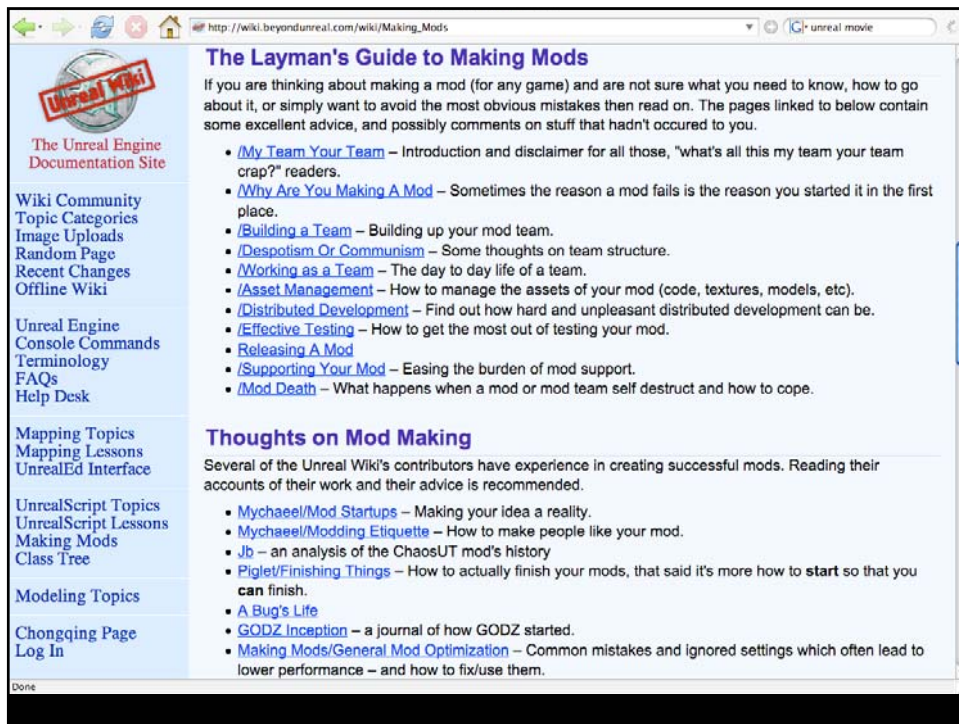 http://wiki.beyondunreal.com/wiki/Making_Mods
unreal movie
Unreal Wiki
The Unreal Engine
Documentation Site
Wiki Community
Topic Categories
Image Uploads
Random Page
Recent Changes
Offline Wiki
Unreal Engine
Console Commands
Terminology
FAQs
Help Desk
Mapping Topics
Mapping Lessons
UnrealEd Interface
UnrealScript Topics
UnrealScript Lessons
Making Mods
Class Tree
Modeling Topics
Chongqing Page
Log In
The Layman's Guide to Making Mods
If you are thinking about making a mod (for any game) and are not sure what you need to know, how to go
about it, or simply want to avoid the most obvious mistakes then read on. The pages linked to below contain
some excellent advice, and possibly comments on stuff that hadn't occured to you.
• /My Team Your Team – Introduction and disclaimer for all those, "what's all this my team your team
crap?" readers.
• /Why Are You Making A Mod – Sometimes the reason a mod fails is the reason you started it in the first
place.
• /Building a Team – Building up your mod team.
• /Despotism Or Communism – Some thoughts on team structure.
• /Working as a Team – The day to day life of a team.
• /Asset Management – How to manage the assets of your mod (code, textures, models, etc).
• /Distributed Development – Find out how hard and unpleasant distributed development can be.
• /Effective Testing – How to get the most out of testing your mod.
• Releasing A Mod
• /Supporting Your Mod – Easing the burden of mod support.
• /Mod Death – What happens when a mod or mod team self destruct and how to cope.
Thoughts on Mod Making
Several of the Unreal Wiki's contributors have experience in creating successful mods. Reading their
accounts of their work and their advice is recommended.
• Mychaeel/Mod Startups – Making your idea a reality.
• Mychaeel/Modding Etiquette – How to make people like your mod.
• Jb – an analysis of the ChaosUT mod's history
• Piglet/Finishing Things – How to actually finish your mods, that said it's more how to start so that you
can finish.
• A Bug's Life
• GODZ Inception – a journal of how GODZ started.
• Making Mods/General Mod Optimization – Common mistakes and ignored settings which often lead to
lower performance – and how to fix/use them.
Done